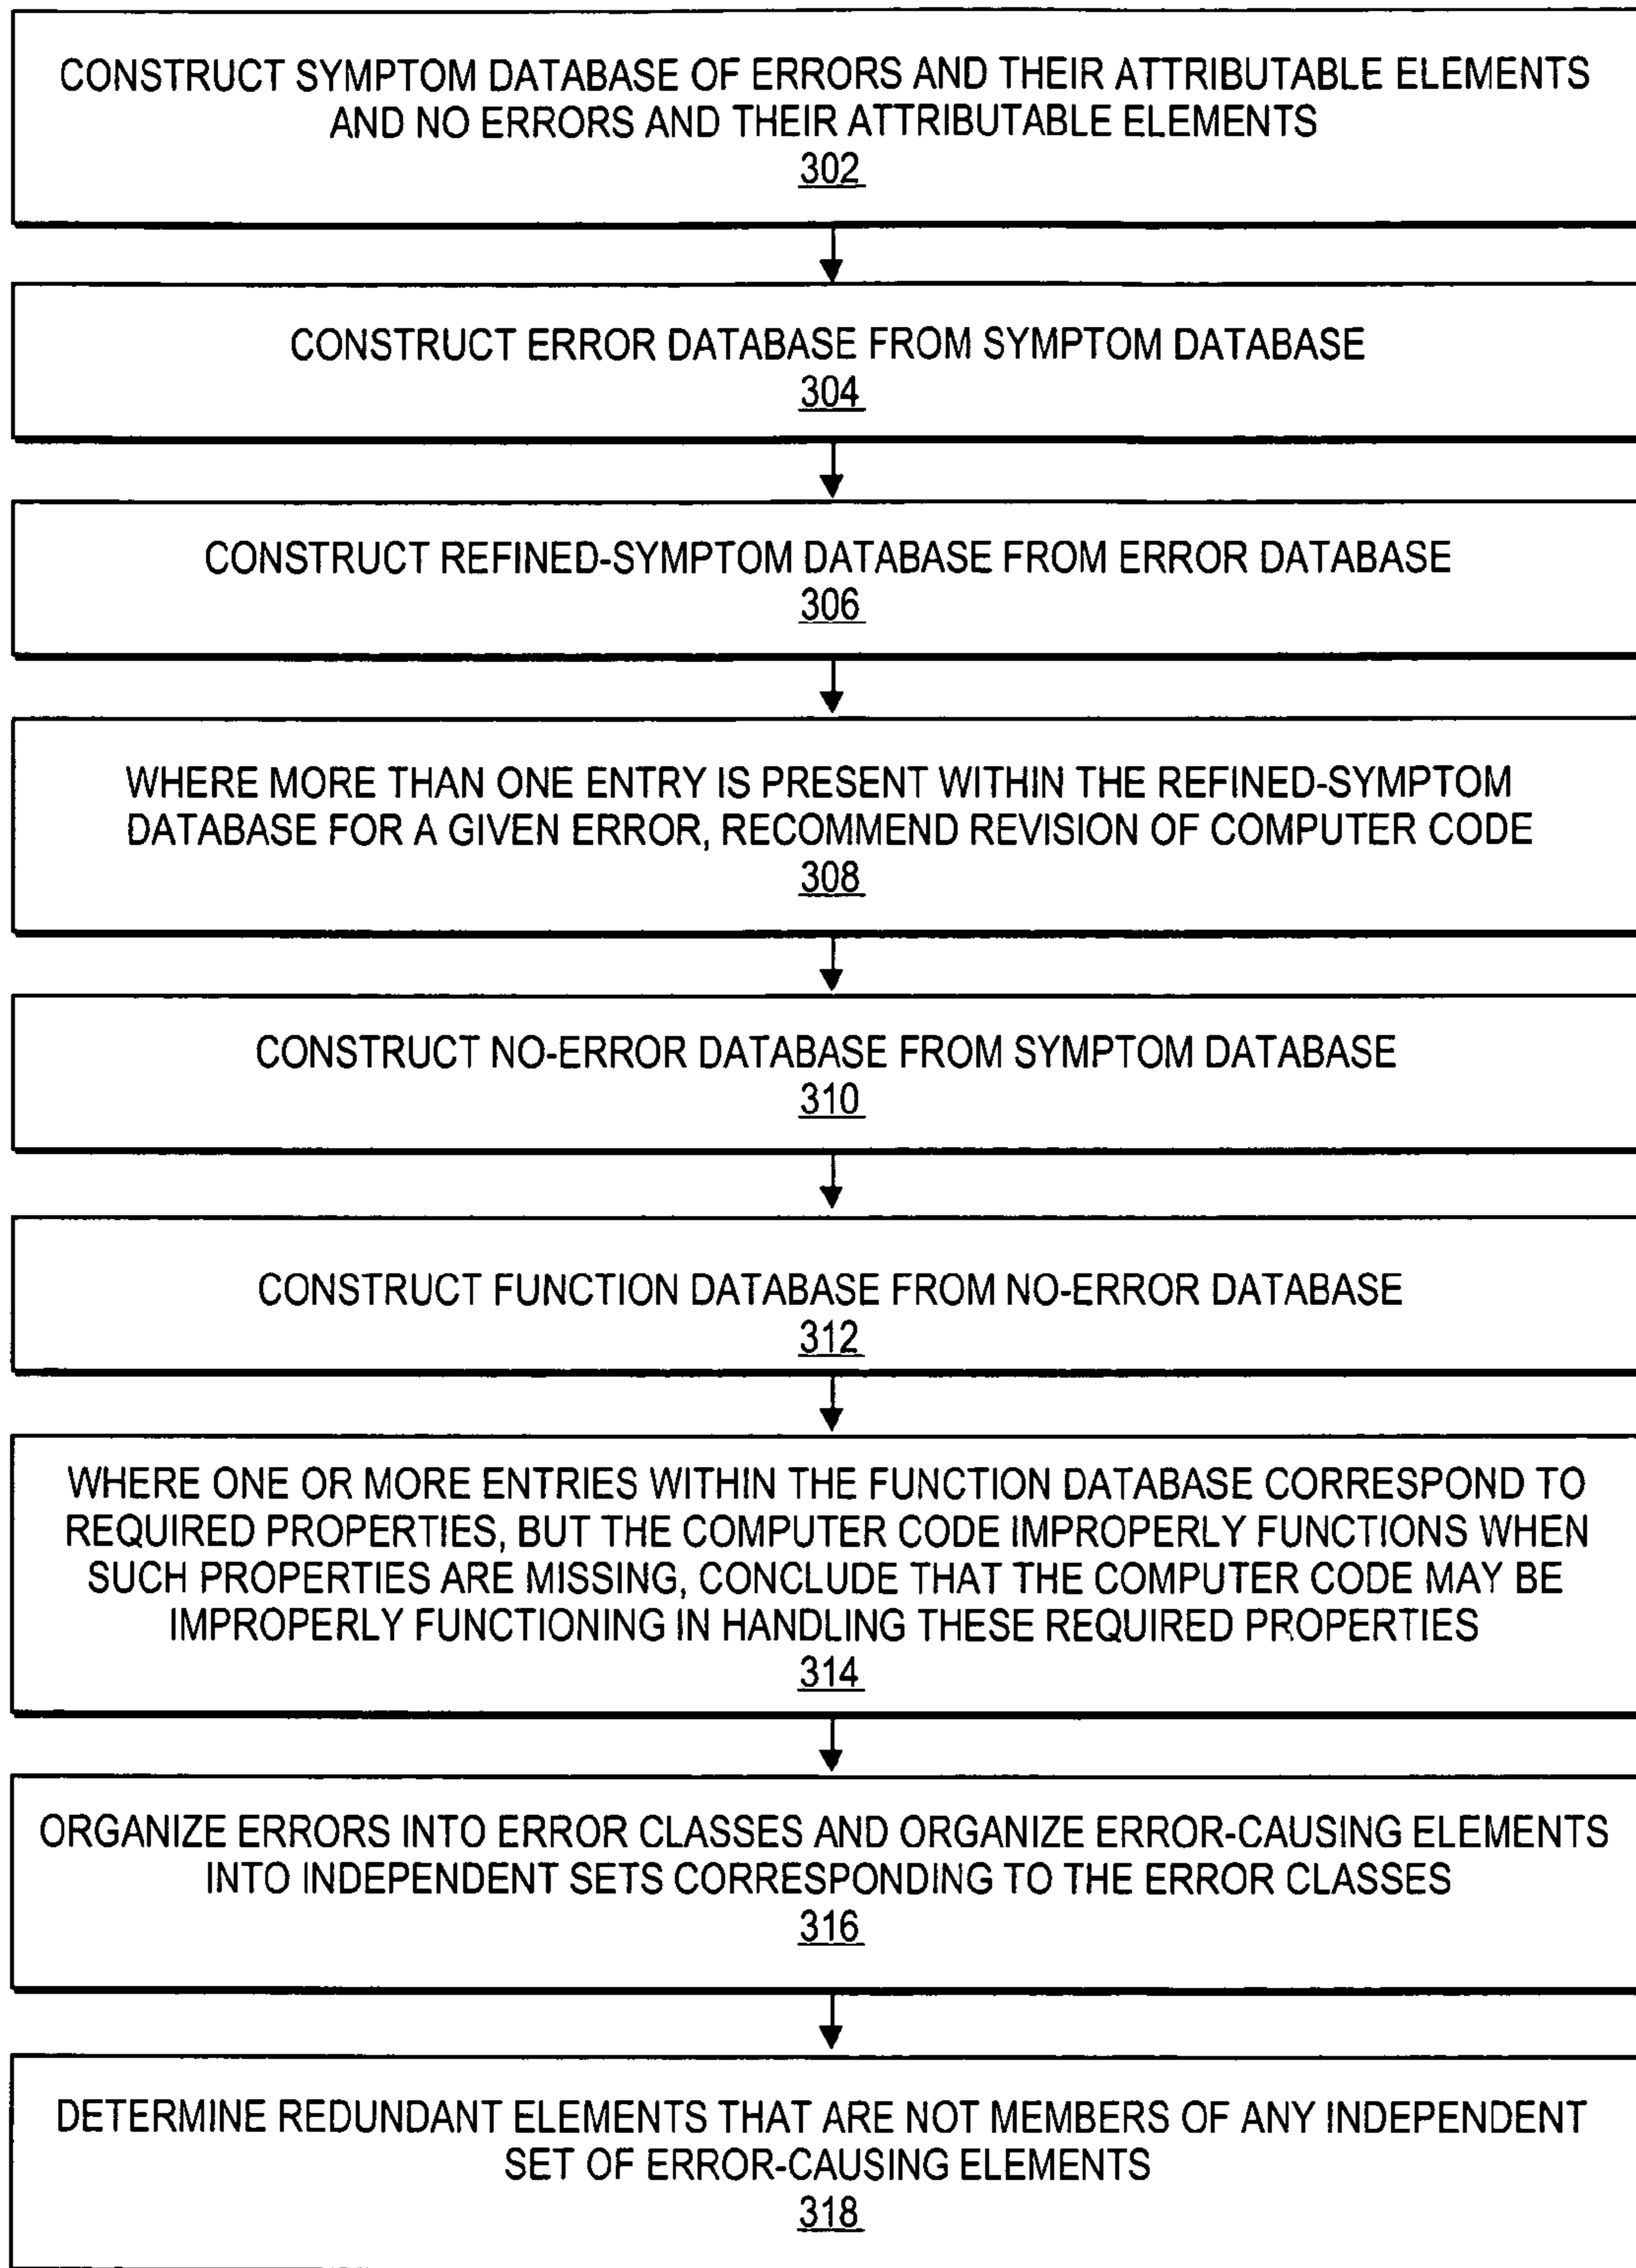 CONSTRUCT SYMPTOM DATABASE OF ERRORS AND THEIR ATTRIBUTABLE ELEMENTS
AND NO ERRORS AND THEIR ATTRIBUTABLE ELEMENTS
302
CONSTRUCT ERROR DATABASE FROM SYMPTOM DATABASE
304
CONSTRUCT REFINED-SYMPTOM DATABASE FROM ERROR DATABASE
306
WHERE MORE THAN ONE ENTRY IS PRESENT WITHIN THE REFINED-SYMPTOM
DATABASE FOR A GIVEN ERROR, RECOMMEND REVISION OF COMPUTER CODE
308
CONSTRUCT NO-ERROR DATABASE FROM SYMPTOM DATABASE
310
CONSTRUCT FUNCTION DATABASE FROM NO-ERROR DATABASE
312
WHERE ONE OR MORE ENTRIES WITHIN THE FUNCTION DATABASE CORRESPOND TO
REQUIRED PROPERTIES, BUT THE COMPUTER CODE IMPROPERLY FUNCTIONS WHEN
SUCH PROPERTIES ARE MISSING, CONCLUDE THAT THE COMPUTER CODE MAY BE
IMPROPERLY FUNCTIONING IN HANDLING THESE REQUIRED PROPERTIES
314
ORGANIZE ERRORS INTO ERROR CLASSES AND ORGANIZE ERROR-CAUSING ELEMENTS
INTO INDEPENDENT SETS CORRESPONDING TO THE ERROR CLASSES
316
DETERMINE REDUNDANT ELEMENTS THAT ARE NOT MEMBERS OF ANY INDEPENDENT
SET OF ERROR-CAUSING ELEMENTS
318